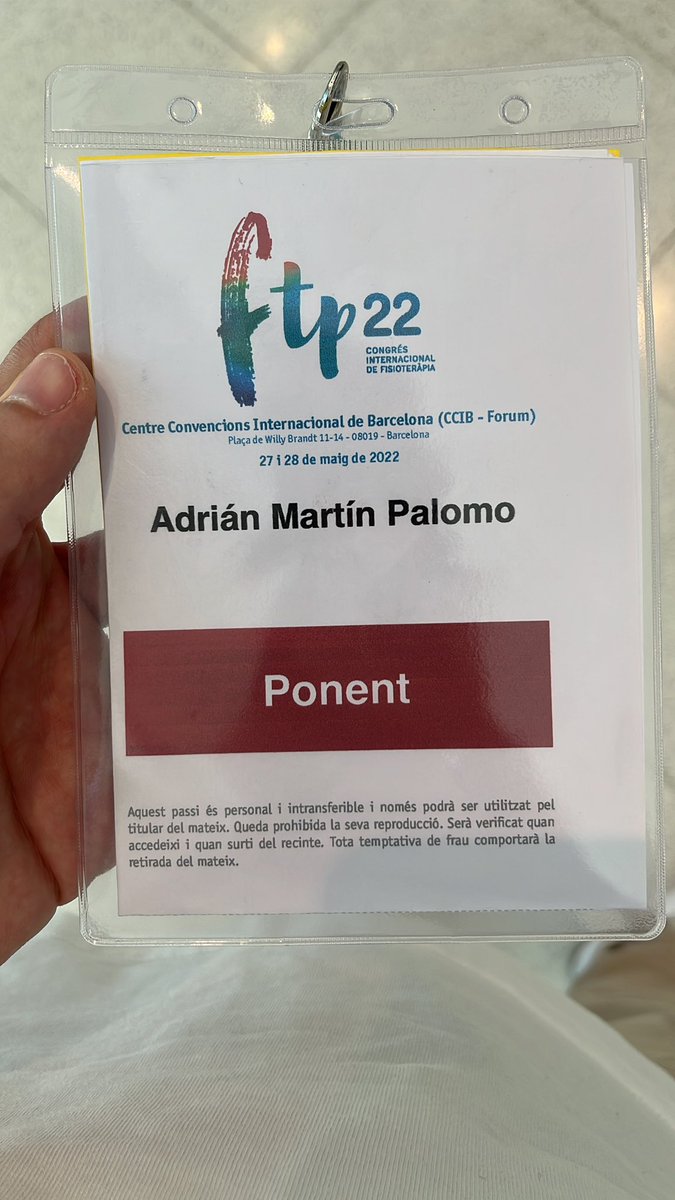 ftp22
CONGRÉS
INTERNACIONAL
DE FISIOTERÀPIA
Centre Convencions Internacional de Barcelona (CCIB - Forum)
Plaça de Willy Brandt 11-14 - 08019 - Barcelona
27 i 28 de maig de 2022
Adrián Martín Palomo
Ponent
Aquest passi és personal i intransferible i només podrà ser utilitzat pel
titular del mateix. Queda prohibida la seva reproducció. Serà verificat quan
accedeixi i quan surti del recinte. Tota temptativa de frau comportarà la
retirada del mateix.